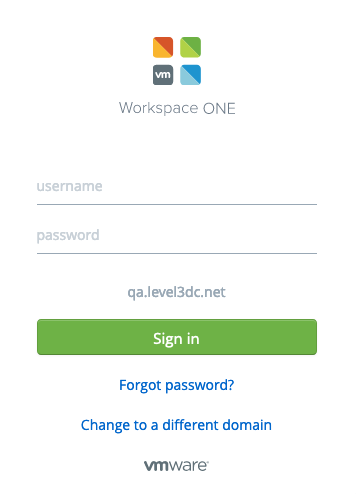 vm
Workspace ONE
username
password
qa.level3dc.net
Sign in
Forgot password?
Change to a different domain
vmware